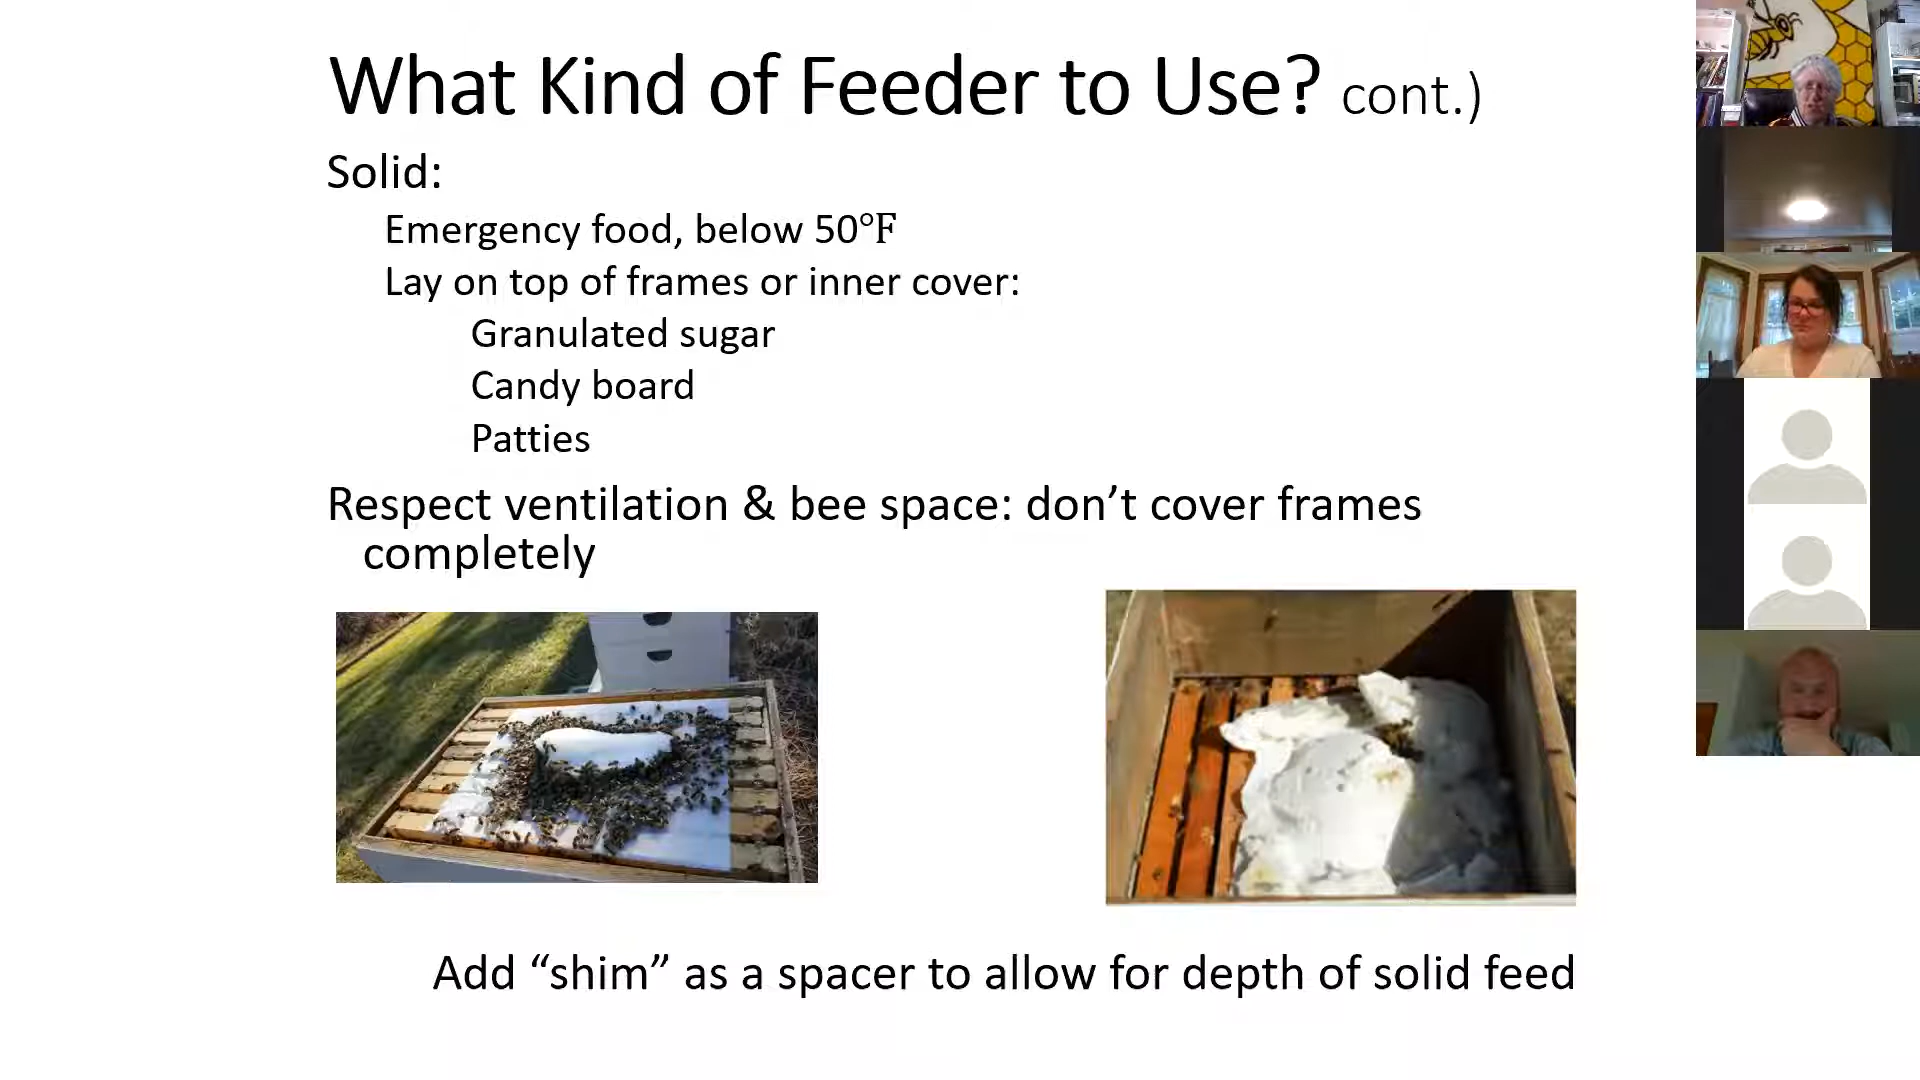 What Kind of Feeder to Use? cont.)
Solid:
Emergency food, below 50°F
Lay on top of frames or inner cover:
Granulated sugar
Candy board
Patties
Respect ventilation & bee space: don’t cover frames
completely
Add “shim” as a spacer to allow for depth of solid feed